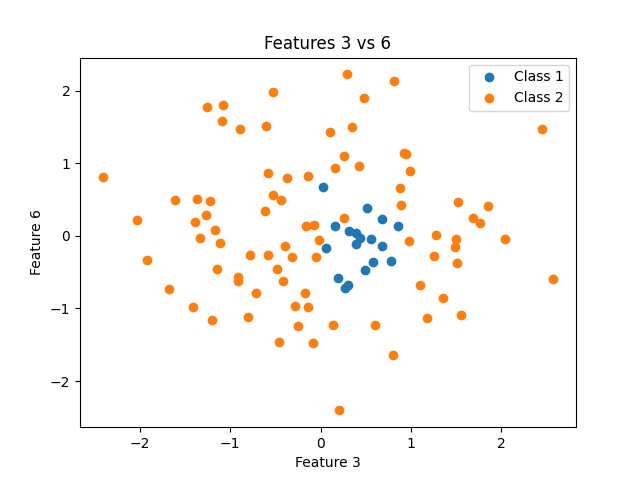 Features 3 vs 6
Class 1
Class 2
2
1
0
−1
−2
Feature 6
−2
−1
0
1
2
Feature 3